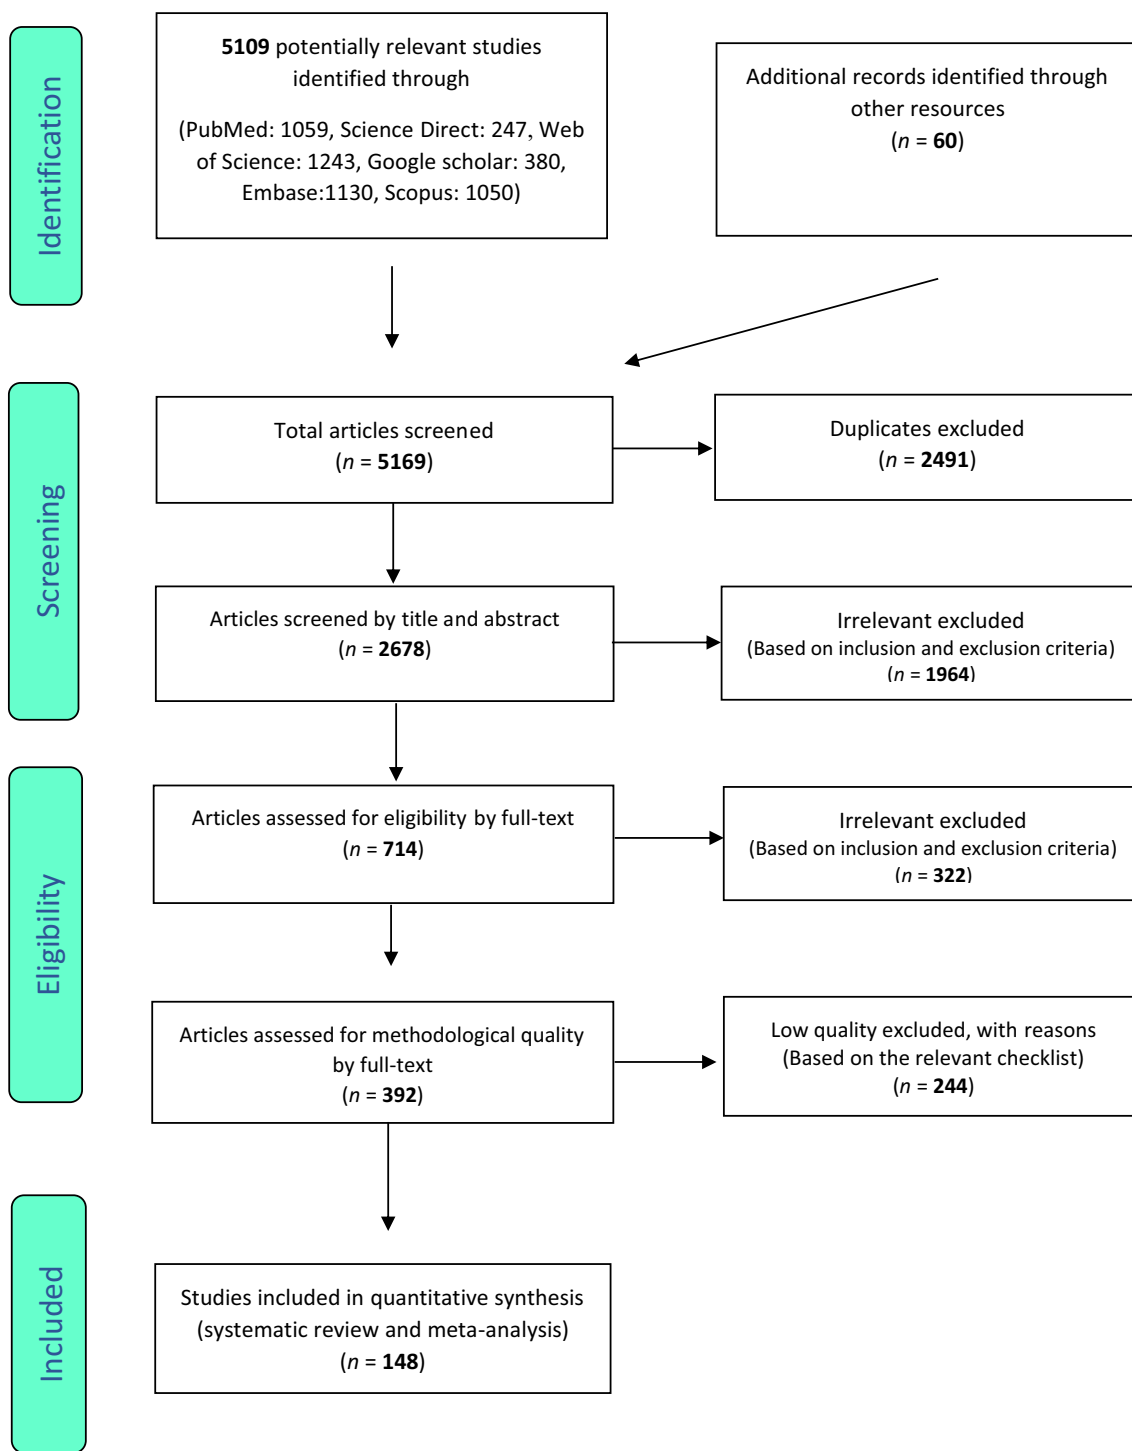 Identification
5109 potentially relevant studies
identified through
(PubMed: 1059, Science Direct: 247, Web
of Science: 1243, Google scholar: 380,
Embase:1130, Scopus: 1050)
Additional records identified through
other resources
(n = 60)
Screening
Total articles screened
(n = 5169)
Duplicates excluded
(n = 2491)
Articles screened by title and abstract
(n = 2678)
Irrelevant excluded
(Based on inclusion and exclusion criteria)
(n = 1964)
Eligibility
Articles assessed for eligibility by full-text
(n = 714)
Irrelevant excluded
(Based on inclusion and exclusion criteria)
(n = 322)
Articles assessed for methodological quality
by full-text
(n = 392)
Low quality excluded, with reasons
(Based on the relevant checklist)
(n = 244)
Included
Studies included in quantitative synthesis
(systematic review and meta-analysis)
(n = 148)